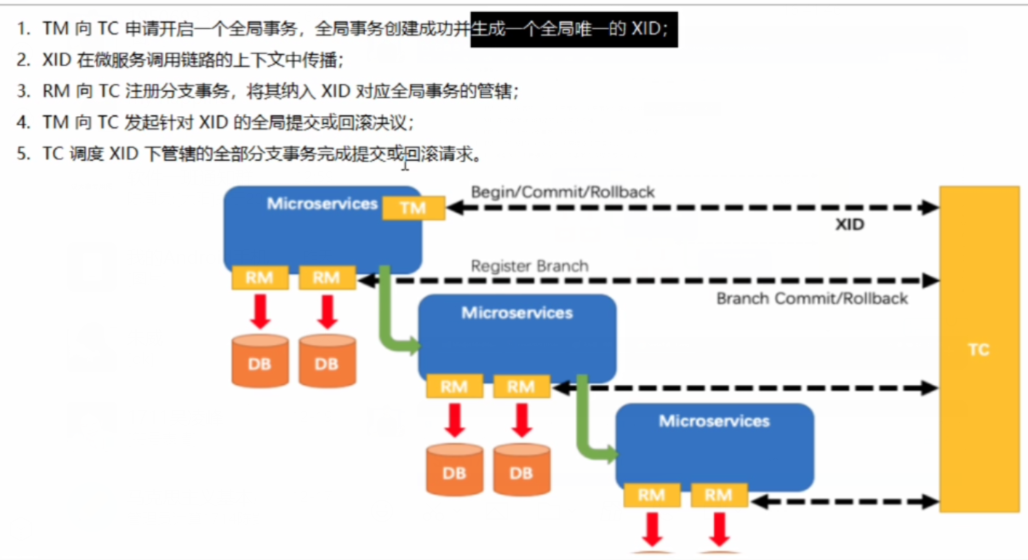 1. TM 向 TC 申请开启一个全局事务，全局事务创建成功并生成一个全局唯一的 XID；
2. XID 在微服务调用链路的上下文中传播；
3. RM 向 TC 注册分支事务，将其纳入 XID 对应全局事务的管辖；
4. TM 向 TC 发起针对 XID 的全局提交或回滚决议；
5. TC 调度 XID 下管辖的全部分支事务完成提交或回滚请求。
Begin/Commit/Rollback
Microservices TM
XID
Register Branch
RM RM
Branch Commit/Rollback
Microservices
TC
DB DB
RM RM
Microservices
DB DB
RM RM